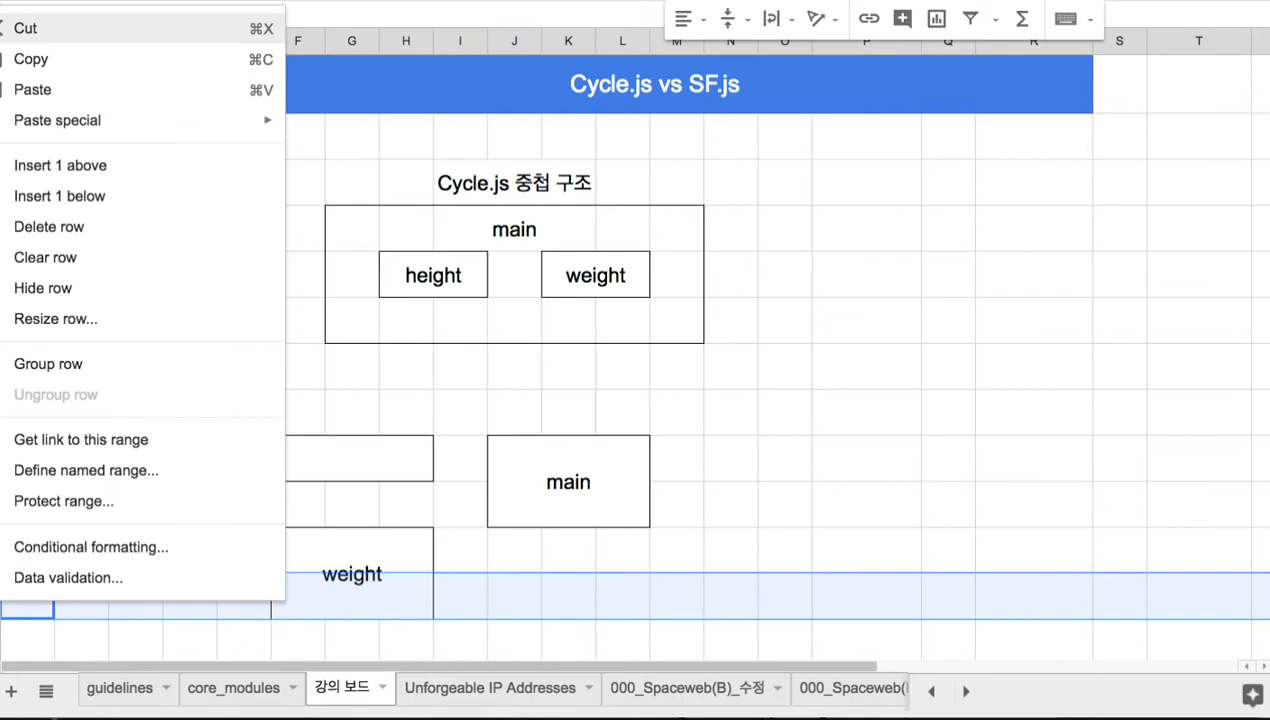 Cut ⌘X
Copy ⌘C
Paste ⌘V
Paste special
Insert 1 above
Insert 1 below
Delete row
Clear row
Hide row
Resize row...
Group row
Ungroup row
Get link to this range
Define named range...
Protect range...
Conditional formatting...
Data validation...
F G H I J K L M N O P Q R S T
Cycle.js vs SF.js
Cycle.js 중첩 구조
main
height weight
main
weight
guidelines core_modules 강의 보드 Unforgeable IP Addresses 000_Spaceweb(B)_수정 000_Spaceweb(